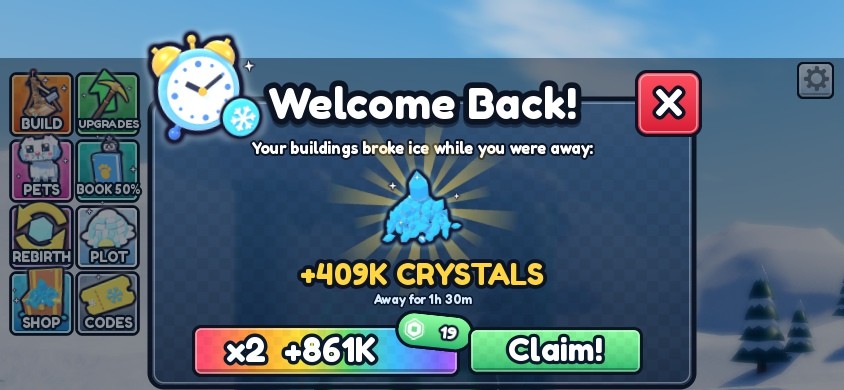 Welcome Back!
Your buildings broke ice while you were away:
BUILD
UPGRADES
PETS
BOOK 50%
REBIRTH
PLOT
SHOP
CODES
+409K CRYSTALS
Away for 1h 30m
19
x2 +861K
Claim!